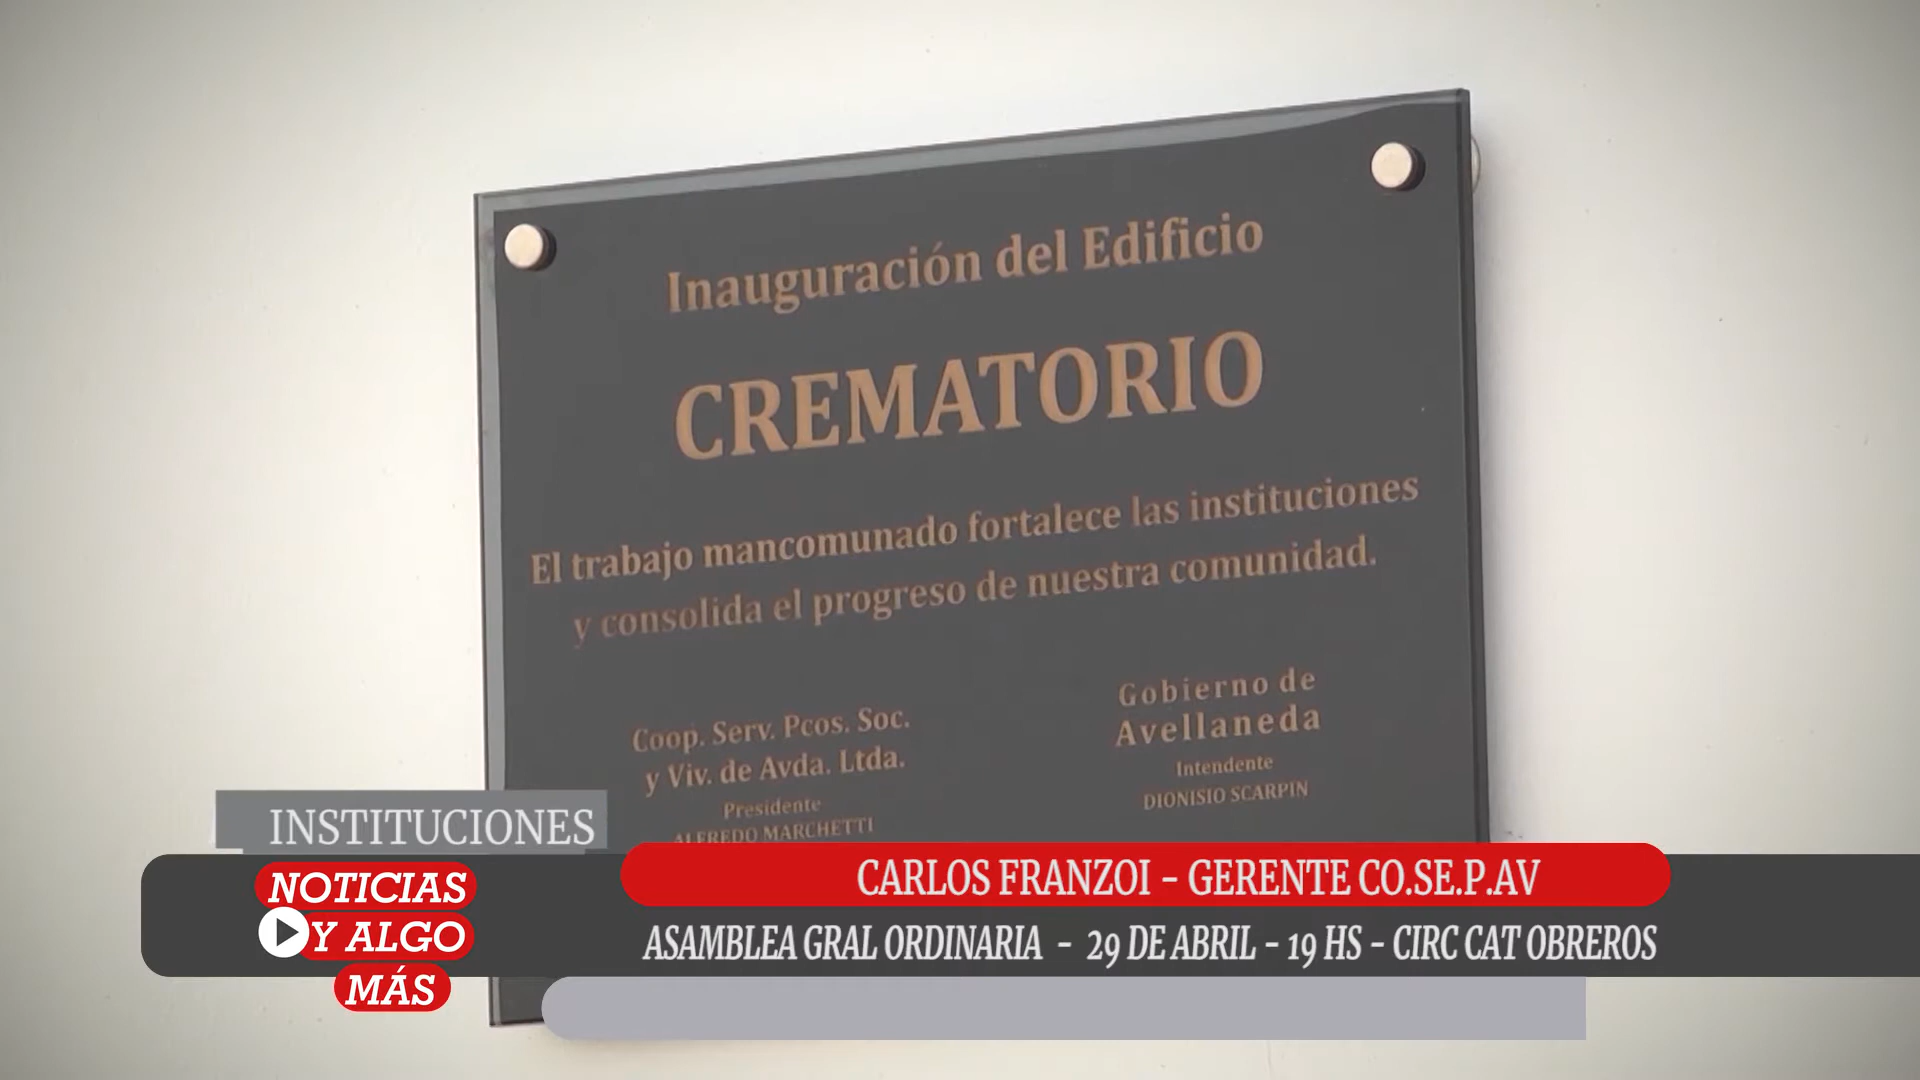 Inauguración del Edificio
CREMATORIO
El trabajo mancomunado fortalece las instituciones
y consolida el progreso de nuestra comunidad.
Coop. Serv. Pcos. Soc.
y Viv. de Avda. Ltda.
Presidente
ALFREDO MARCHETTI
Gobierno de
Avellaneda
Intendente
DIONISIO SCARPIN
INSTITUCIONES
NOTICIAS
Y ALGO
MÁS
CARLOS FRANZOI - GERENTE CO.SE.P.AV
ASAMBLEA GRAL ORDINARIA - 29 DE ABRIL - 19 HS - CIRC CAT OBREROS